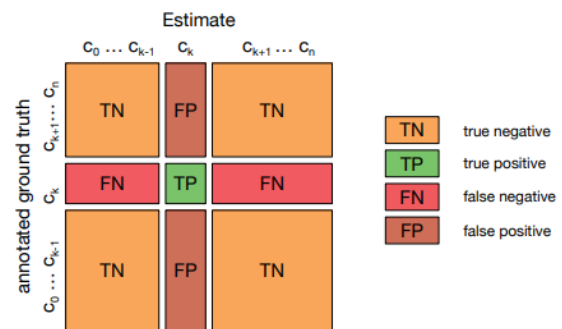 Estimate
c0 ... ck-1 ck ck+1 ... cn
annotated ground truth
ck+1 ... cn
ck
c0 ... ck-1
TN FP TN
FN TP FN
TN FP TN
TN true negative
TP true positive
FN false negative
FP false positive